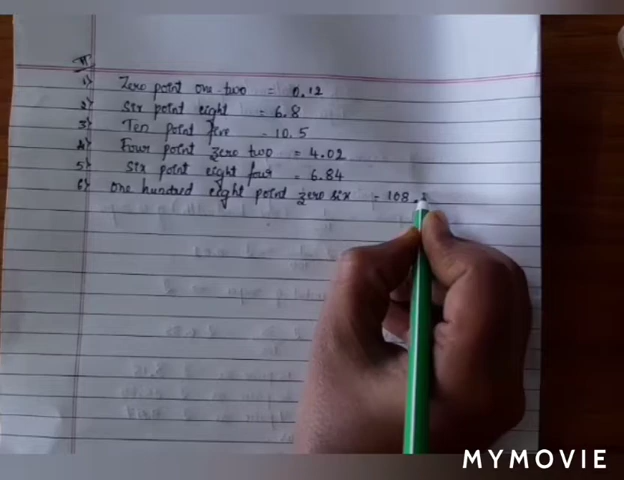 II
1) Zero point one two = 0.12
2) Six point eight = 6.8
3) Ten point five - 10.5
4) Four point zero two = 4.02
5) Six point eight four = 6.84
6) one hundred eight point zero six = 108.
MYMOVIE